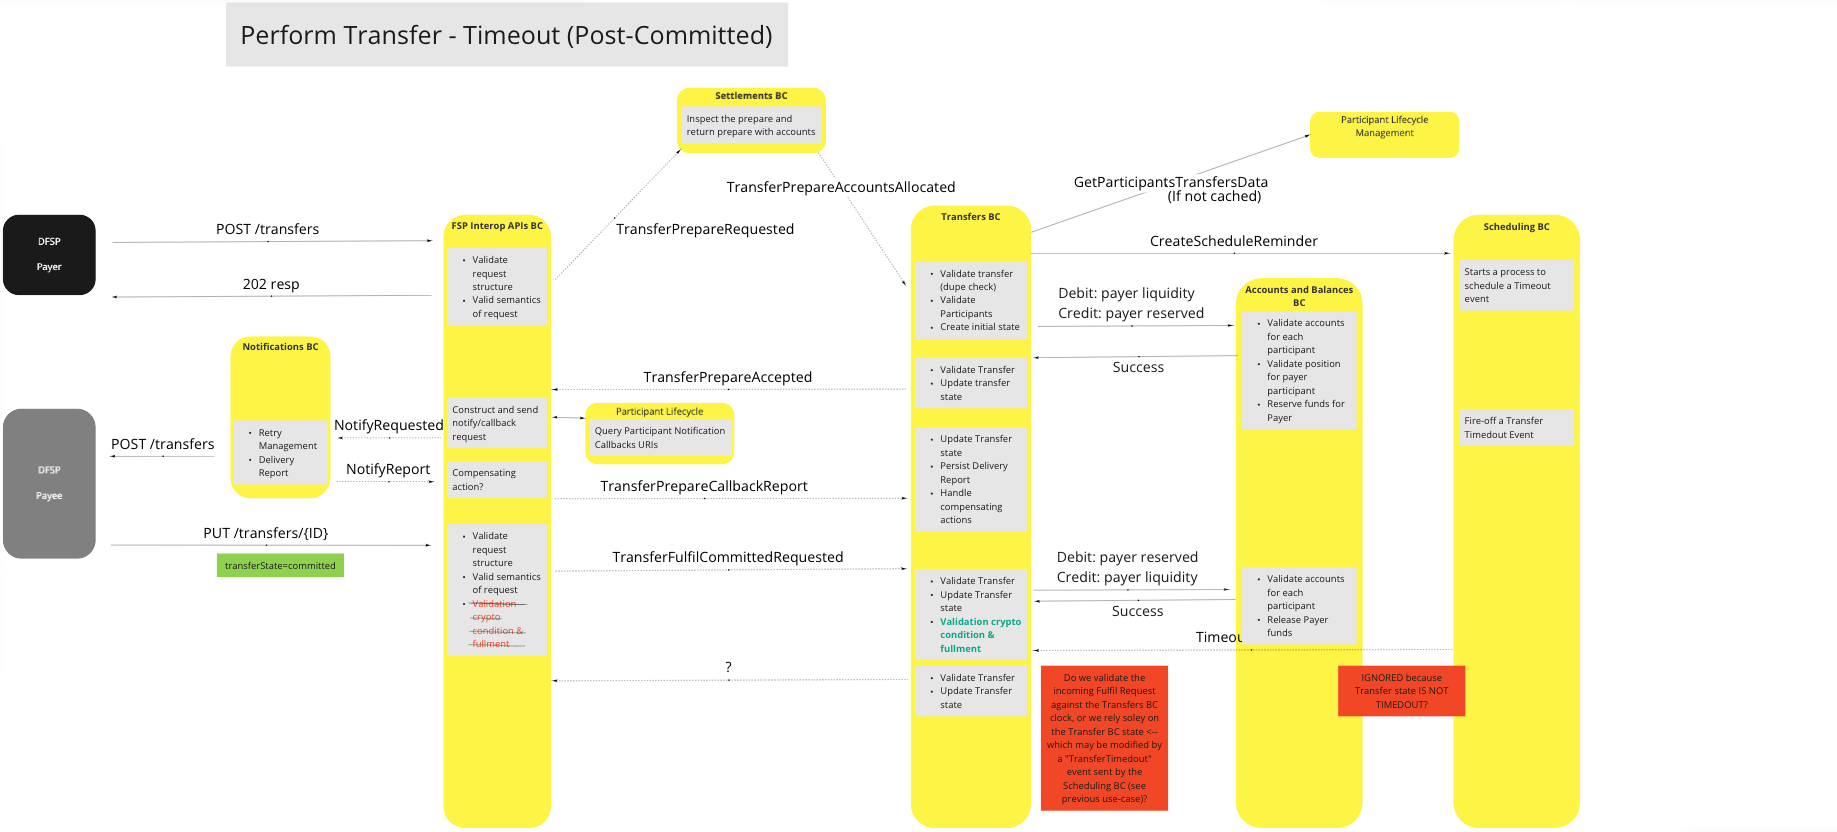 Perform Transfer - Timeout (Post-Committed)
Settlements BC
Inspect the prepare and
return prepare with accounts
Participant Lifecycle
Management
TransferPrepareAccountsAllocated
GetParticipantsTransfersData
(If not cached)
DFSP
Payer
POST /transfers
202 resp
FSP Interop APIs BC
• Validate
request
structure
• Valid semantics
of request
TransferPrepareRequested
Transfers BC
• Validate transfer
(dupe check)
• Validate
Participants
• Create initial state
CreateScheduleReminder
Scheduling BC
Starts a process to
schedule a Timeout
event
Debit: payer liquidity
Credit: payer reserved
Accounts and Balances
BC
• Validate accounts
for each
participant
• Validate position
for payer
participant
• Reserve funds for
Payer
Success
• Validate Transfer
• Update transfer
state
TransferPrepareAccepted
Notifications BC
• Retry
Management
• Delivery
Report
Construct and send
notify/callback
request
Participant Lifecycle
Query Participant Notification
Callbacks URIs
NotifyRequested
POST /transfers
DFSP
Payee
NotifyReport
Compensating
action?
TransferPrepareCallbackReport
• Update Transfer
state
• Persist Delivery
Report
• Handle
compensating
actions
Fire-off a Transfer
Timedout Event
PUT /transfers/{ID}
transferState=committed
• Validate
request
structure
• Valid semantics
of request
• Validation
crypto
condition &
fullment
TransferFulfilCommittedRequested
• Validate Transfer
• Update Transfer
state
• Validation crypto
condition &
fullment
Debit: payer reserved
Credit: payer liquidity
Success
• Validate accounts
for each
participant
• Release Payer
funds
?
• Validate Transfer
• Update Transfer
state
Do we validate the
incoming Fulfil Request
against the Transfers BC
clock, or we rely soley on
the Transfer BC state <--
which may be modified by
a "TransferTimedout"
event sent by the
Scheduling BC (see
previous use-case)?
IGNORED because
Transfer state IS NOT
TIMEDOUT?